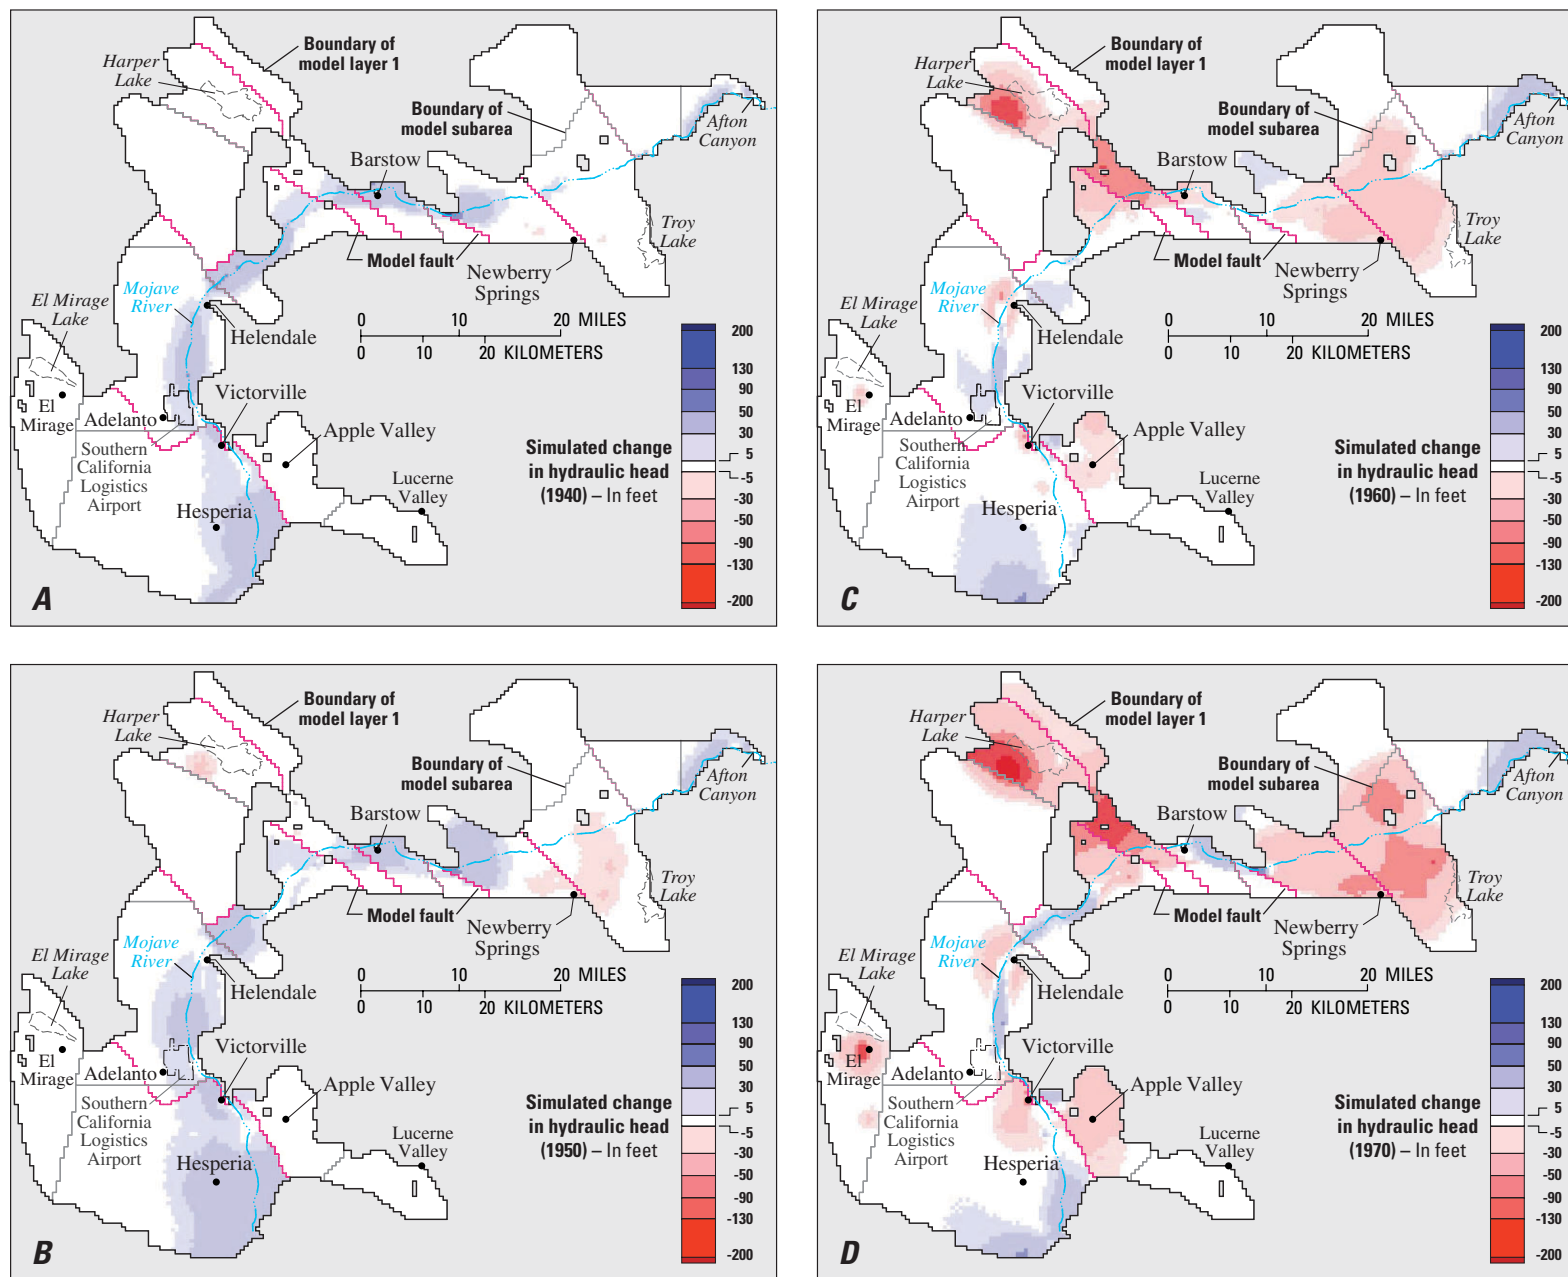 Harper
Lake
Boundary of
model layer 1
Boundary of
model subarea
Afton
Canyon
Barstow
Troy
Lake
Model fault
Newberry
Springs
Mojave
River
El Mirage
Lake
Helendale
0 10 20 MILES
0 10 20 KILOMETERS
Victorville
El
Mirage
Adelanto
Apple Valley
Southern
California
Logistics
Airport
Lucerne
Valley
Hesperia
Simulated change
in hydraulic head
(1940) – In feet
200
130
90
50
30
5
-5
-30
-50
-90
-130
-200
A
Harper
Lake
Boundary of
model layer 1
Boundary of
model subarea
Afton
Canyon
Barstow
Troy
Lake
Model fault
Newberry
Springs
Mojave
River
El Mirage
Lake
Helendale
0 10 20 MILES
0 10 20 KILOMETERS
Victorville
El
Mirage
Adelanto
Apple Valley
Southern
California
Logistics
Airport
Lucerne
Valley
Hesperia
Simulated change
in hydraulic head
(1960) – In feet
200
130
90
50
30
5
-5
-30
-50
-90
-130
-200
C
Harper
Lake
Boundary of
model layer 1
Boundary of
model subarea
Afton
Canyon
Barstow
Troy
Lake
Model fault
Newberry
Springs
Mojave
River
El Mirage
Lake
Helendale
0 10 20 MILES
0 10 20 KILOMETERS
Victorville
El
Mirage
Adelanto
Apple Valley
Southern
California
Logistics
Airport
Lucerne
Valley
Hesperia
Simulated change
in hydraulic head
(1950) – In feet
200
130
90
50
30
5
-5
-30
-50
-90
-130
-200
B
Harper
Lake
Boundary of
model layer 1
Boundary of
model subarea
Afton
Canyon
Barstow
Troy
Lake
Model fault
Newberry
Springs
Mojave
River
El Mirage
Lake
Helendale
0 10 20 MILES
0 10 20 KILOMETERS
Victorville
El
Mirage
Adelanto
Apple Valley
Southern
California
Logistics
Airport
Lucerne
Valley
Hesperia
Simulated change
in hydraulic head
(1970) – In feet
200
130
90
50
30
5
-5
-30
-50
-90
-130
-200
D